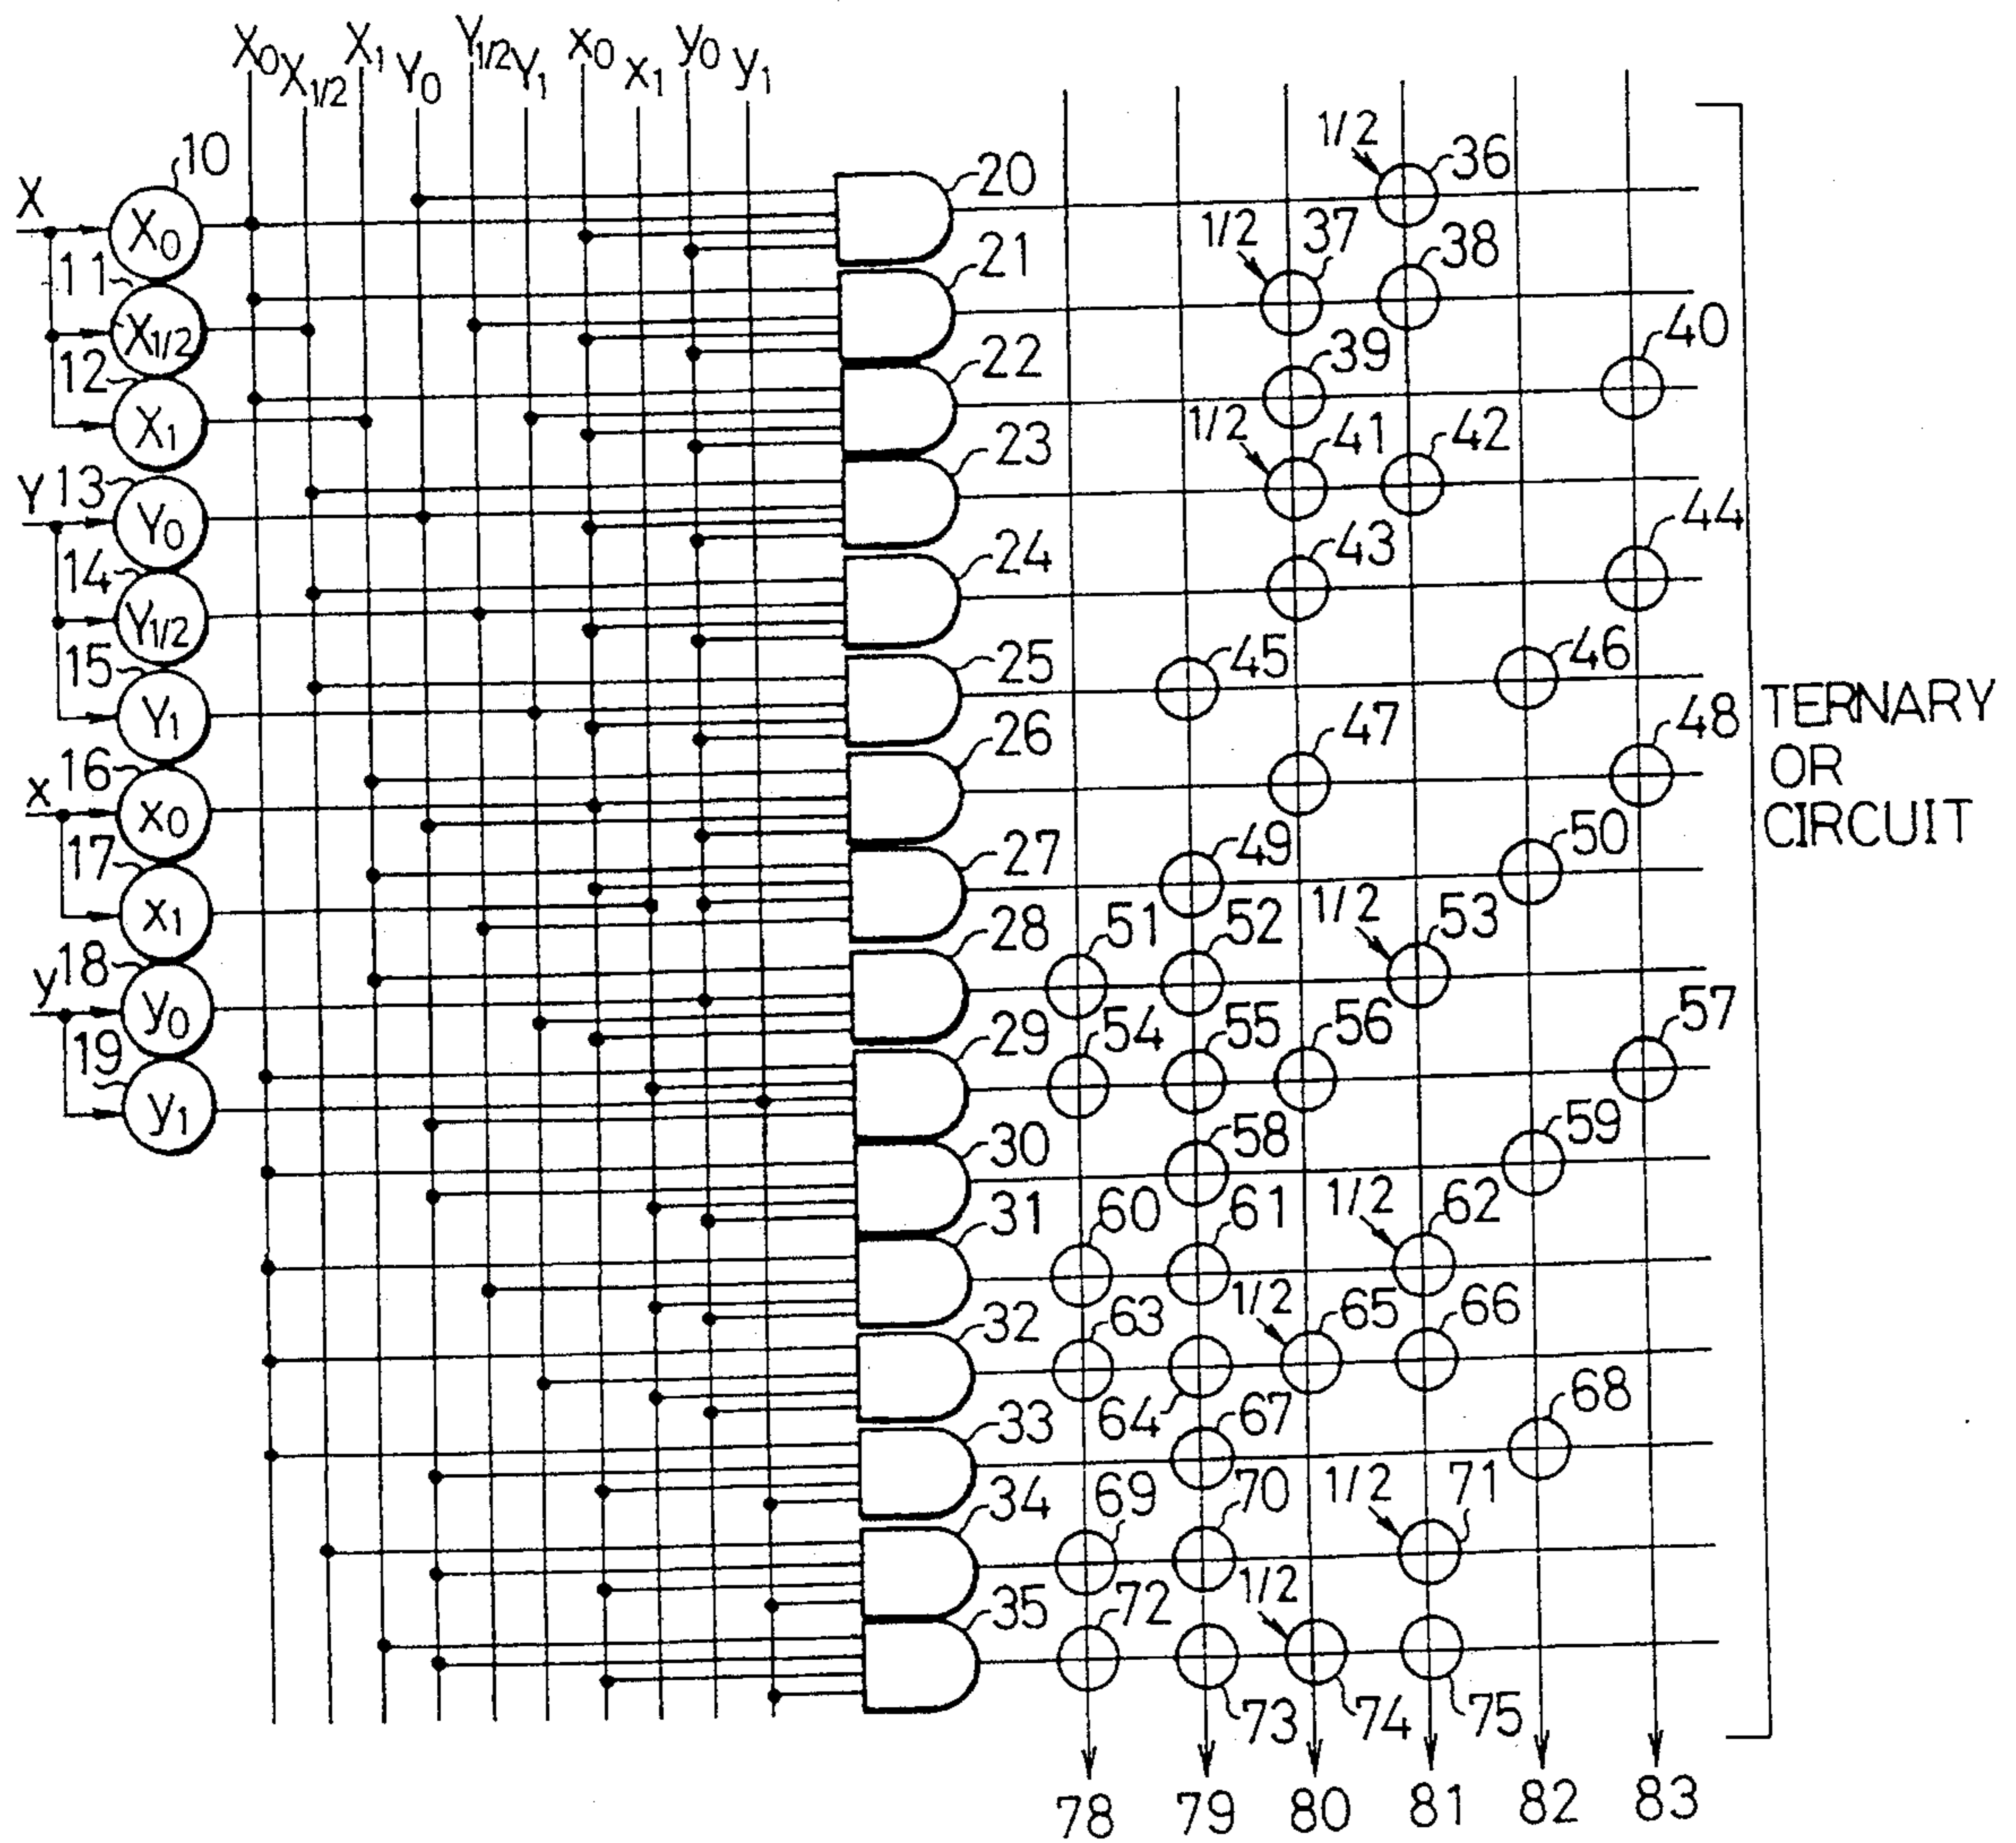 X0 X1/2 X1 Y0 Y1/2 Y1 x0 x1 y0 y1
10 20 1/2 36
X X0
11 21 1/2 37 38
X1/2
12 22 39 40
X1
Y 13 23 1/2 41 42
Y0
14 24 43 44
Y1/2
15 25 45 46
Y1
16 26 47 48
x x0
17 27 49 50
x1
18 28 51 52 1/2 53
y y0
19 29 54 55 56 57
y1
30 58 59
31 60 61 1/2 62
32 63 1/2 65 66
33 64 67 68
34 69 70 1/2 71
35 72 1/2
73 74 75
78 79 80 81 82 83
TERNARY
OR
CIRCUIT